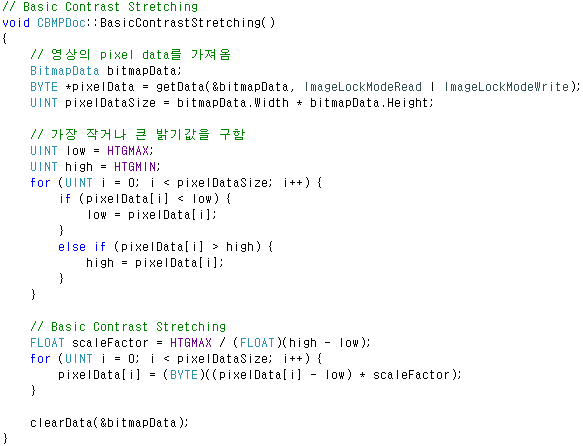 // Basic Contrast Stretching
void CBMPDoc::BasicContrastStretching()
{
    // 영상의 pixel data를 가져옴
    BitmapData bitmapData;
    BYTE *pixelData = getData(&bitmapData, ImageLockModeRead | ImageLockModeWrite);
    UINT pixelDataSize = bitmapData.Width * bitmapData.Height;

    // 가장 작거나 큰 밝기값을 구함
    UINT low = HTGMAX;
    UINT high = HTGMIN;
    for (UINT i = 0; i < pixelDataSize; i++) {
        if (pixelData[i] < low) {
            low = pixelData[i];
        }
        else if (pixelData[i] > high) {
            high = pixelData[i];
        }
    }

    // Basic Contrast Stretching
    FLOAT scaleFactor = HTGMAX / (FLOAT)(high - low);
    for (UINT i = 0; i < pixelDataSize; i++) {
        pixelData[i] = (BYTE)((pixelData[i] - low) * scaleFactor);
    }

    clearData(&bitmapData);
}